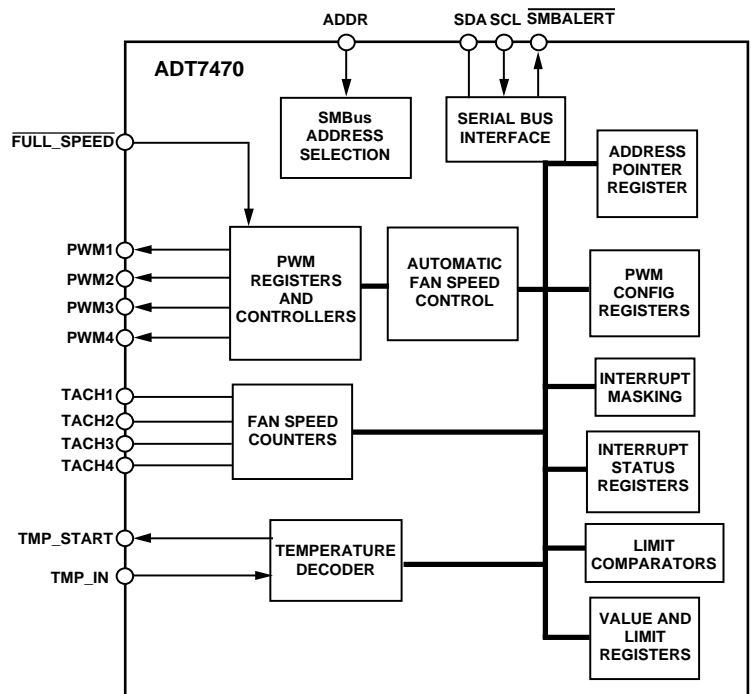 ADDR
SDA SCL SMBALERT
ADT7470
SMBus
ADDRESS
SELECTION
SERIAL BUS
INTERFACE
FULL_SPEED
ADDRESS
POINTER
REGISTER
PWM1
PWM2
PWM3
PWM4
PWM
REGISTERS
AND
CONTROLLERS
AUTOMATIC
FAN SPEED
CONTROL
PWM
CONFIG
REGISTERS
TACH1
TACH2
TACH3
TACH4
FAN SPEED
COUNTERS
INTERRUPT
MASKING
INTERRUPT
STATUS
REGISTERS
TMP_START
TMP_IN
TEMPERATURE
DECODER
LIMIT
COMPARATORS
VALUE AND
LIMIT
REGISTERS